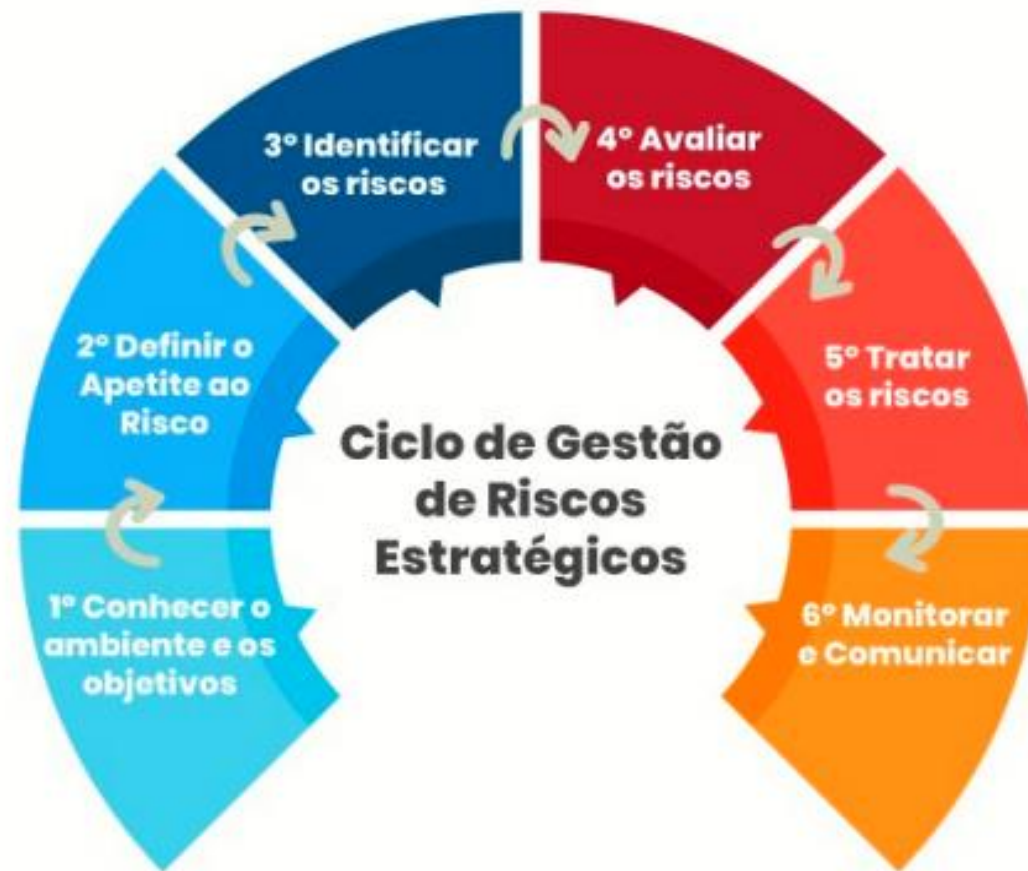 1º Conhecer o
ambiente e os
objetivos
2º Definir o
Apetite ao
Risco
3º Identificar
os riscos
4º Avaliar
os riscos
5º Tratar
os riscos
6º Monitorar
e Comunicar
Ciclo de Gestão
de Riscos
Estratégicos